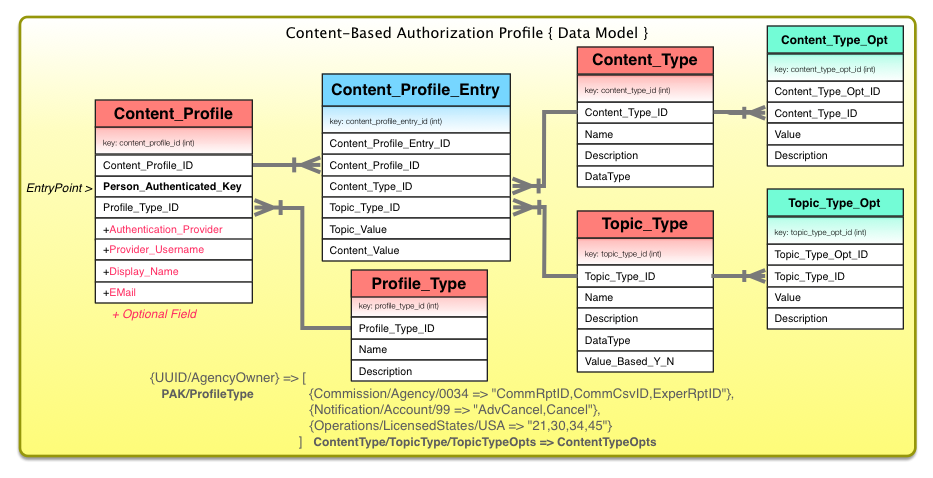 Content-Based Authorization Profile { Data Model }
Content_Profile
key: content_profile_id (int)
Content_Profile_ID
EntryPoint >
Person_Authenticated_Key
Profile_Type_ID
+Authentication_Provider
+Provider_Username
+Display_Name
+EMail
+ Optional Field
Content_Profile_Entry
key: content_profile_entry_id (int)
Content_Profile_Entry_ID
Content_Profile_ID
Content_Type_ID
Topic_Type_ID
Topic_Value
Content_Value
Profile_Type
key: profile_type_id (int)
Profile_Type_ID
Name
Description
Content_Type
key: content_type_id (int)
Content_Type_ID
Name
Description
DataType
Topic_Type
key: topic_type_id (int)
Topic_Type_ID
Name
Description
DataType
Value_Based_Y_N
Content_Type_Opt
key: content_type_opt_id (int)
Content_Type_Opt_ID
Content_Type_ID
Value
Description
Topic_Type_Opt
key: topic_type_opt_id (int)
Topic_Type_Opt_ID
Topic_Type_ID
Value
Description
{UUID/AgencyOwner} => [
PAK/ProfileType
{Commission/Agency/0034 => "CommRptID,CommCsvID,ExperRptID"},
{Notification/Account/99 => "AdvCancel,Cancel"},
{Operations/LicensedStates/USA => "21,30,34,45"}
] ContentType/TopicType/TopicTypeOpts => ContentTypeOpts